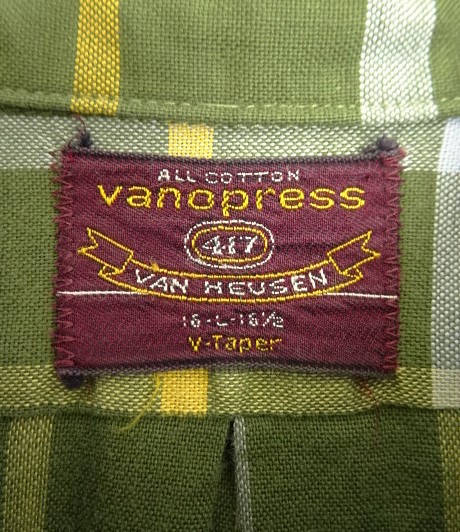 ALL COTTON
vanopress
417
VAN HEUSEN
16-L-16½
V-Taper